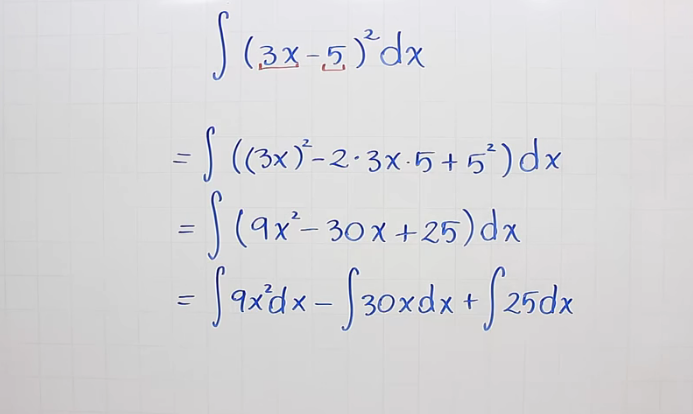 ∫(3x-5)²dx
=∫((3x)²-2·3x·5+5²)dx
=∫(9x²-30x+25)dx
=∫9x²dx-∫30xdx+∫25dx